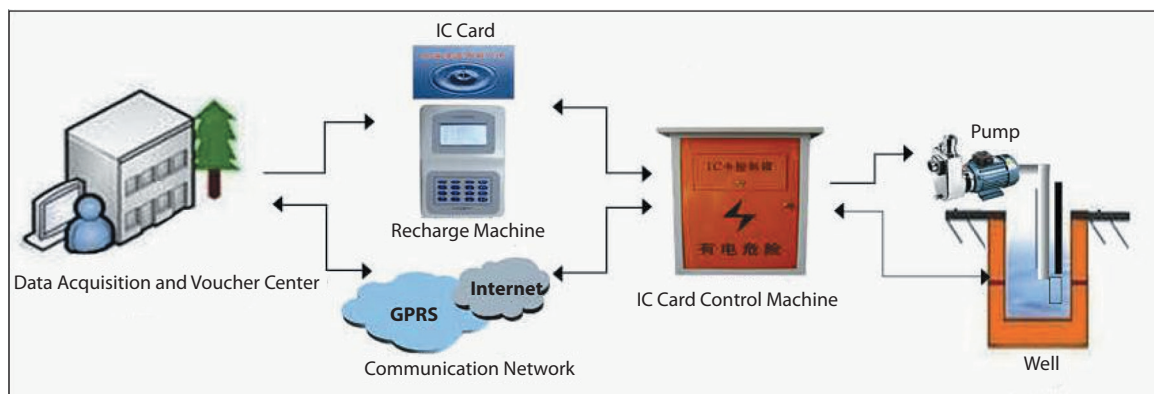 IC Card
Recharge Machine
Data Acquisition and Voucher Center
GPRS
Internet
Communication Network
IC卡控制箱
有电危险
IC Card Control Machine
Pump
Well